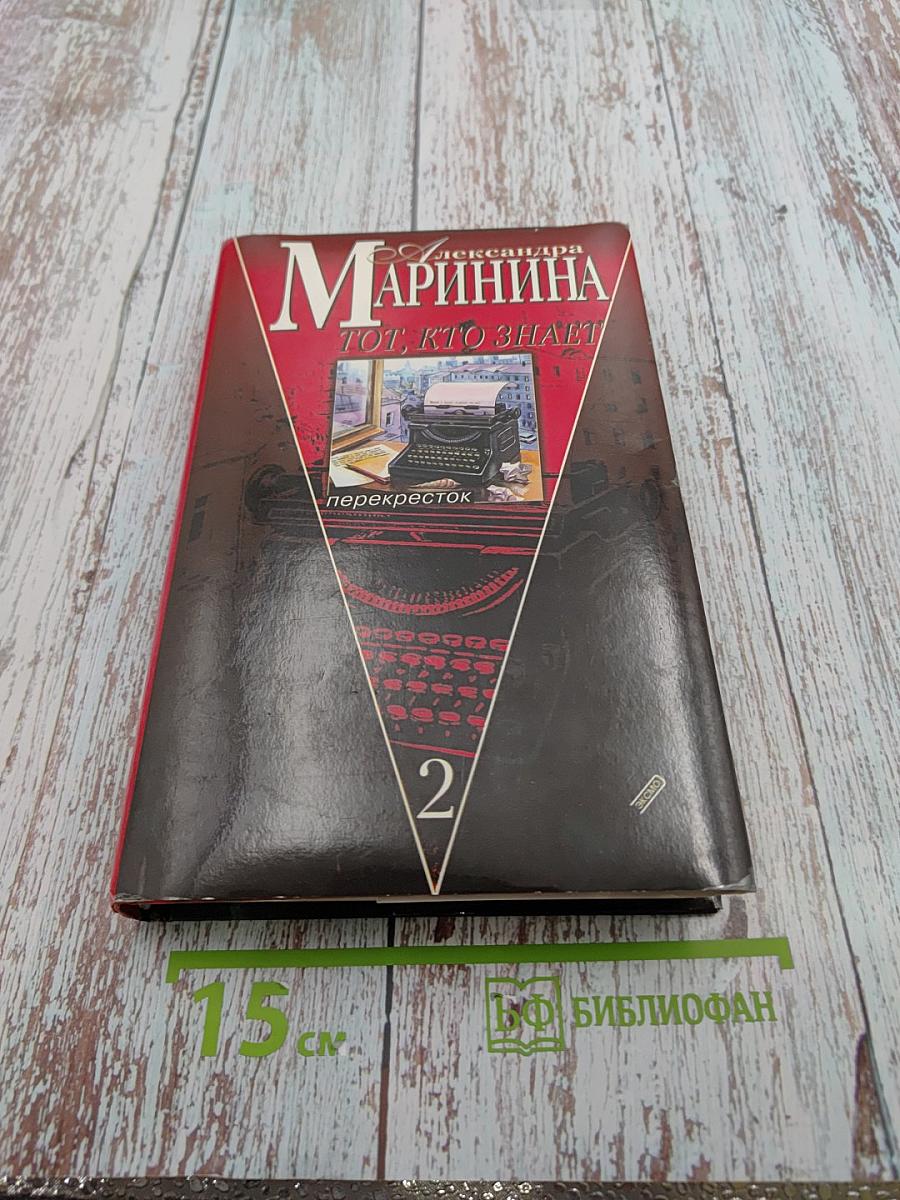 Александра
МАРИНИНА
ТОТ, КТО ЗНАЕТ
перекресток
2
ЭКСМО
15 см
БФ БИБЛИОФАН